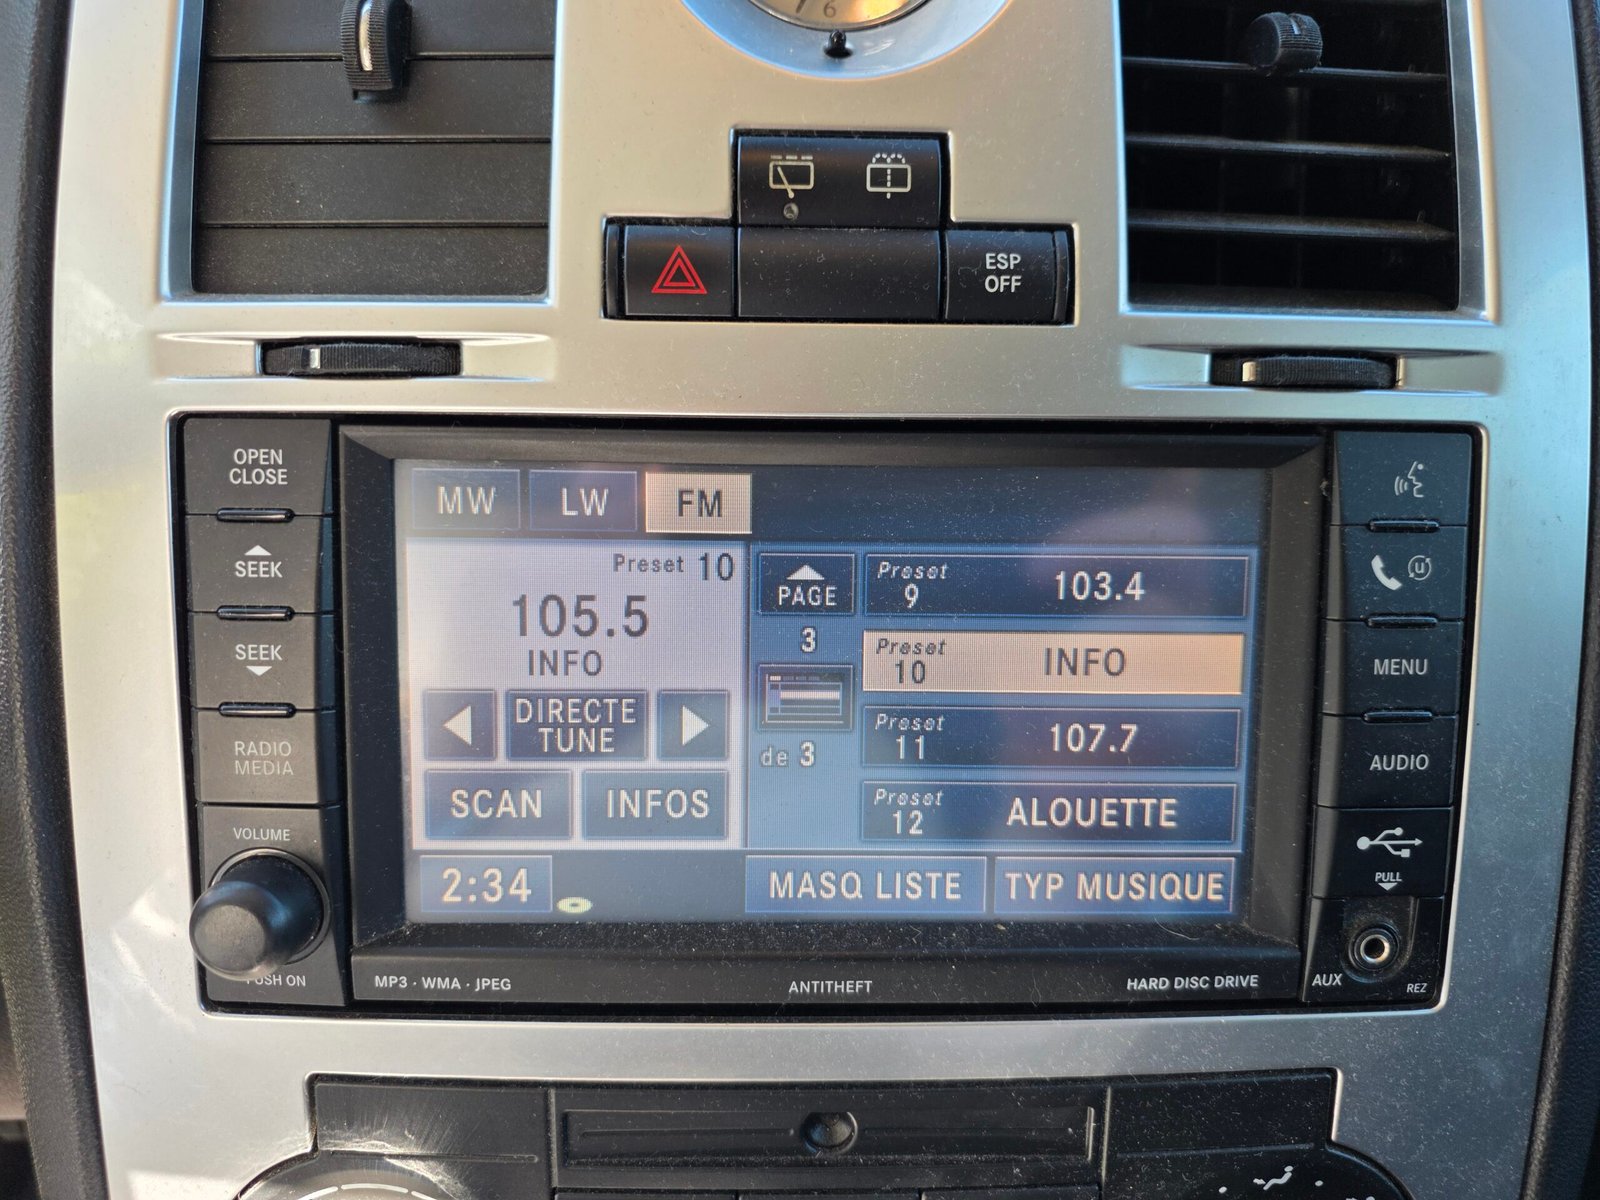 6
ESP
OFF
OPEN
CLOSE
SEEK
SEEK
RADIO
MEDIA
VOLUME
PUSH ON
MW
LW
FM
Preset 10
105.5
INFO
DIRECTE
TUNE
SCAN
INFOS
PAGE
3
de 3
Preset
9
103.4
Preset
10
INFO
Preset
11
107.7
Preset
12
ALOUETTE
2:34
MASQ LISTE
TYP MUSIQUE
MENU
AUDIO
PULL
AUX
REZ
MP3 · WMA · JPEG
ANTITHEFT
HARD DISC DRIVE